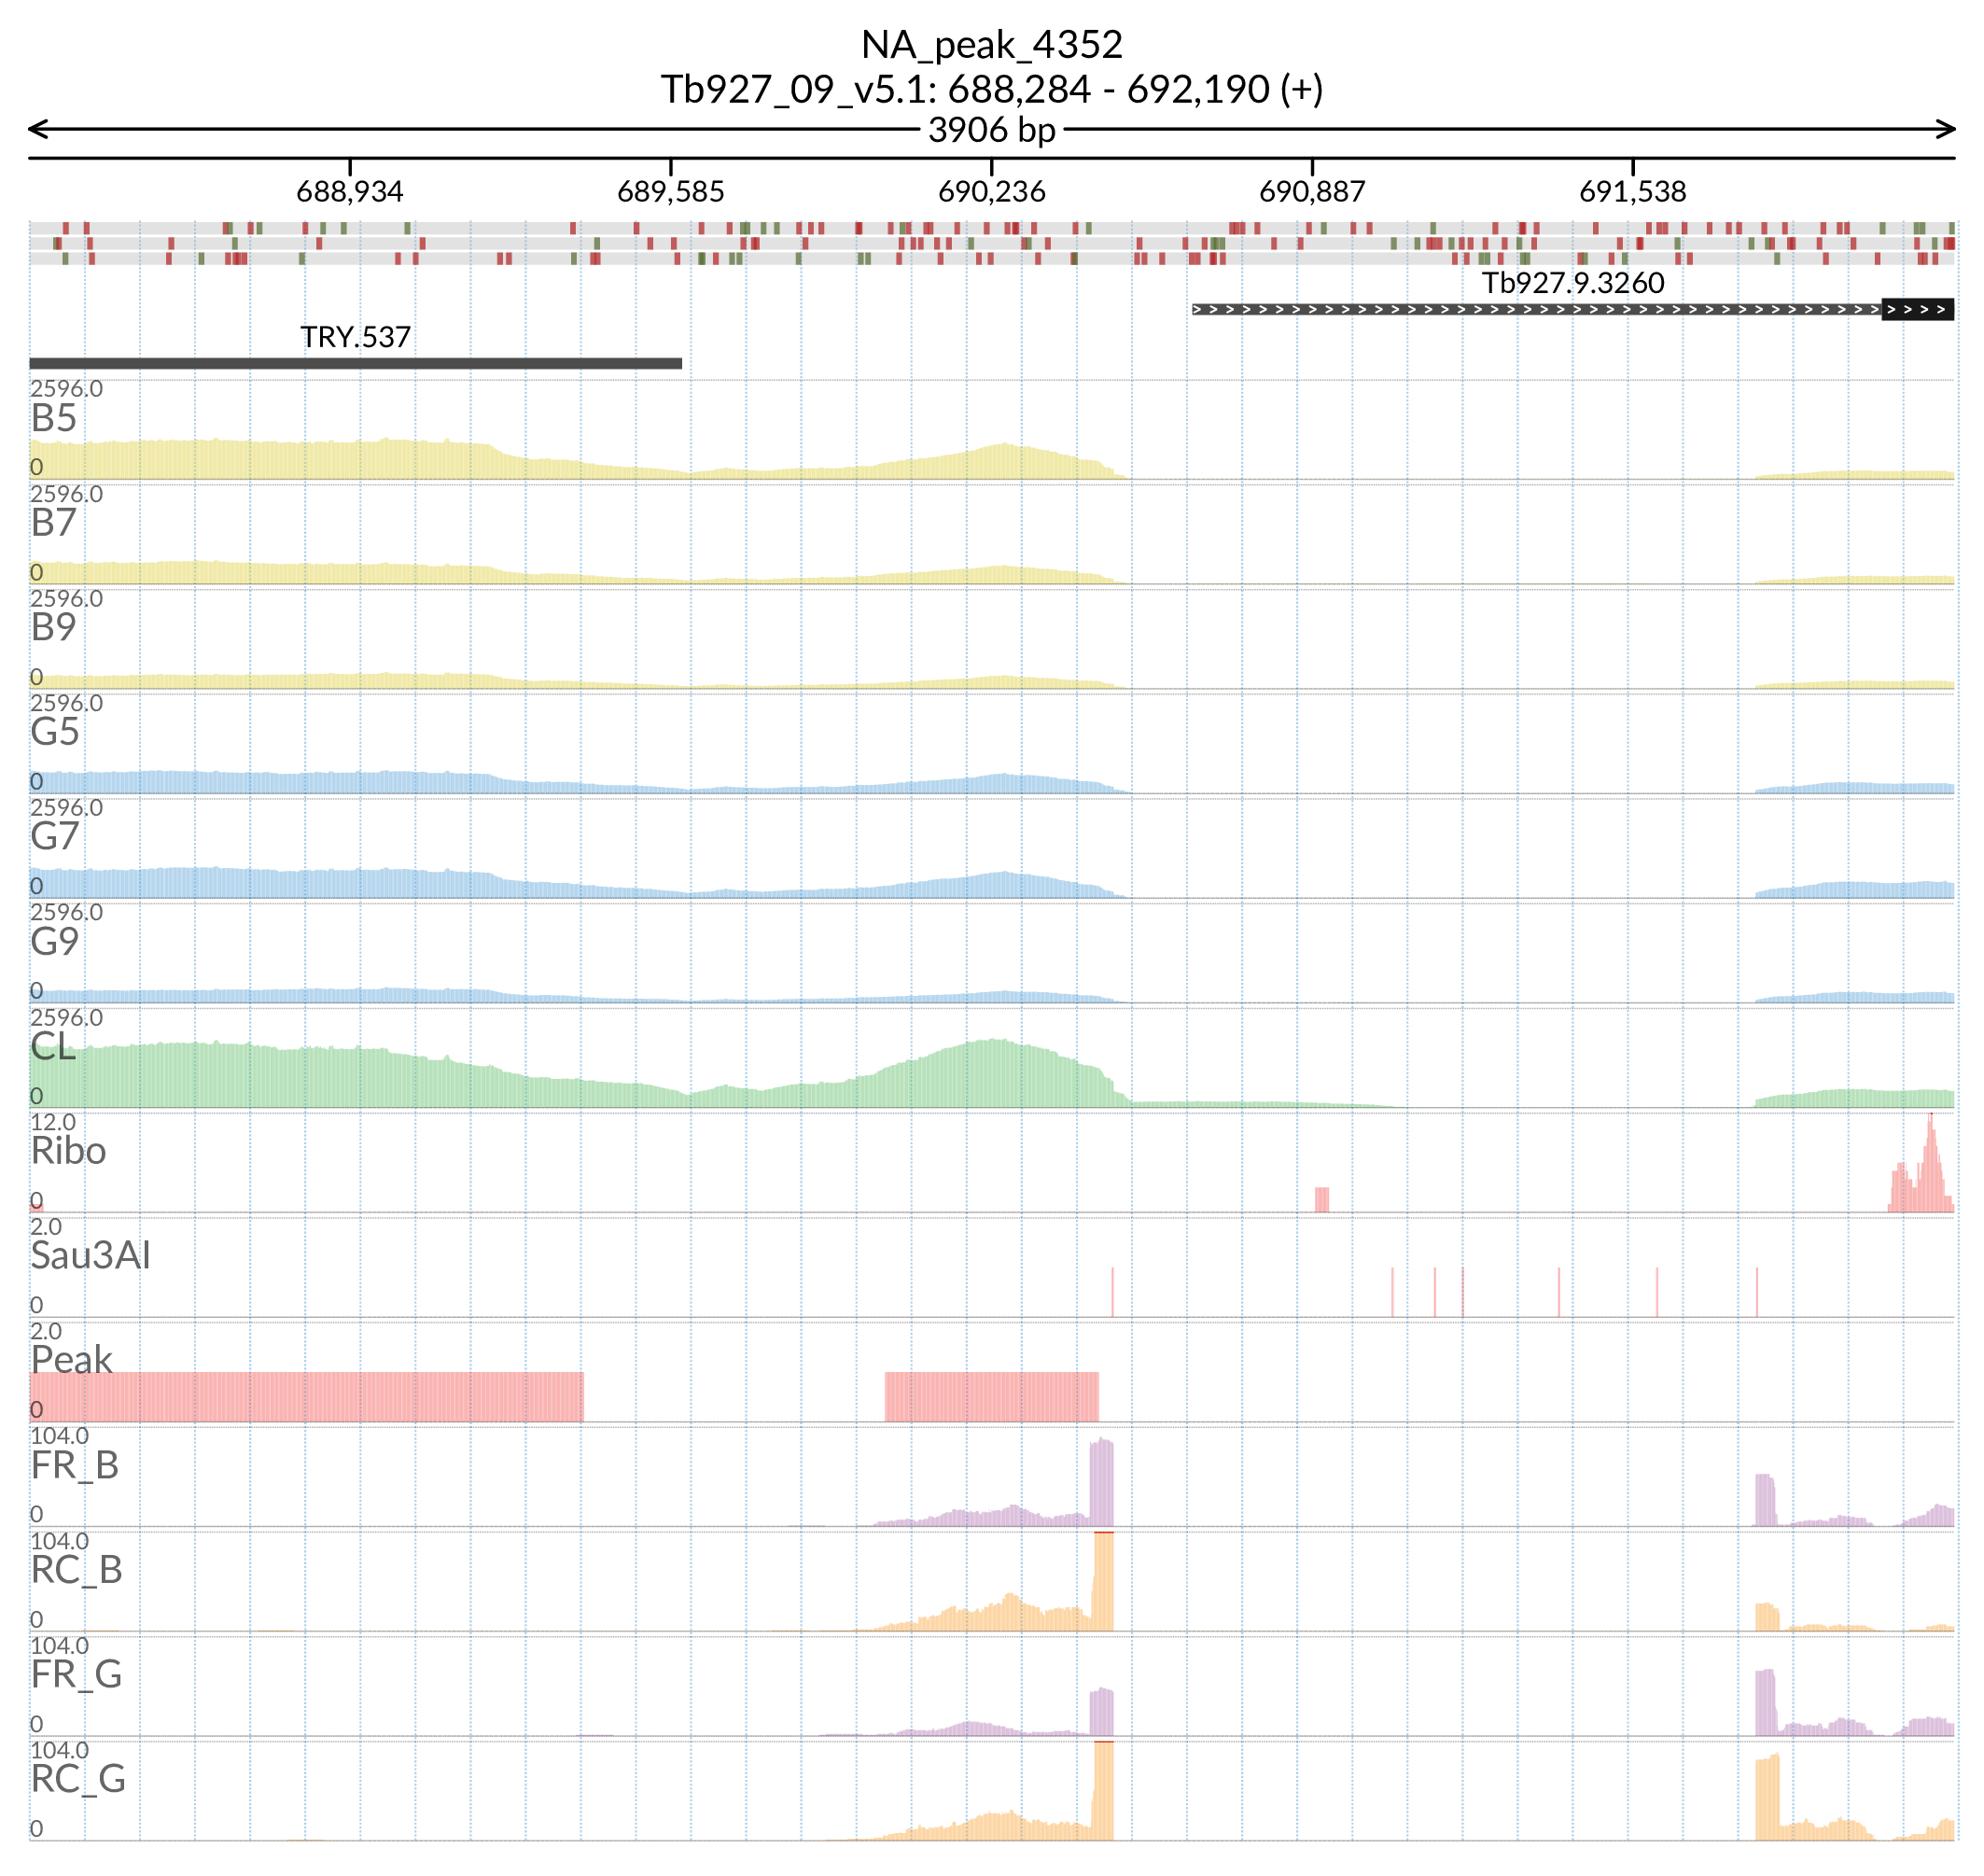 NA_peak_4352
Tb927_09_v5.1: 688,284 - 692,190 (+)
3906 bp
688,934 689,585 690,236 690,887 691,538
Tb927.9.3260
TRY.537
2596.0
B5
0
2596.0
B7
0
2596.0
B9
0
2596.0
G5
0
2596.0
G7
0
2596.0
G9
0
2596.0
CL
0
12.0
Ribo
0
2.0
Sau3AI
0
2.0
Peak
0
104.0
FR_B
0
104.0
RC_B
0
104.0
FR_G
0
104.0
RC_G
0